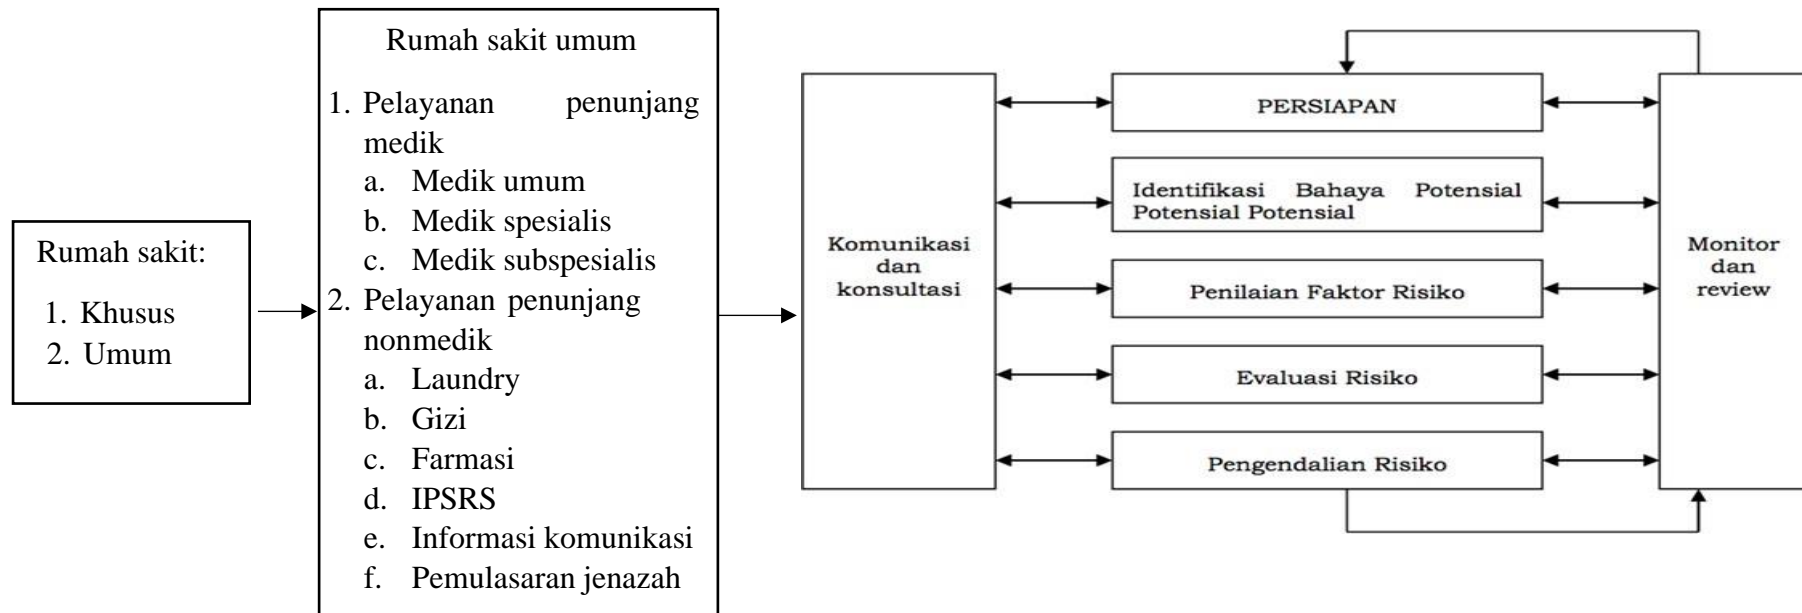 Rumah sakit:
1. Khusus
2. Umum
Rumah sakit umum
1. Pelayanan penunjang
medik
a. Medik umum
b. Medik spesialis
c. Medik subspesialis
2. Pelayanan penunjang
nonmedik
a. Laundry
b. Gizi
c. Farmasi
d. IPSRS
e. Informasi komunikasi
f. Pemulasaran jenazah
Komunikasi
dan
konsultasi
PERSIAPAN
Identifikasi Bahaya Potensial
Potensial Potensial
Penilaian Faktor Risiko
Evaluasi Risiko
Pengendalian Risiko
Monitor
dan
review